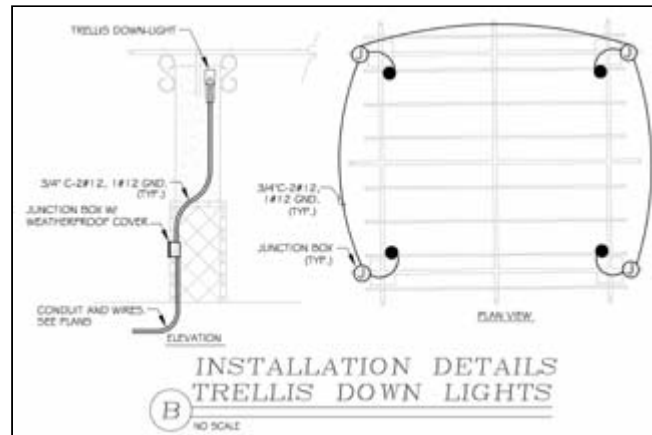 TRELLIS DOWN-LIGHT
3/4" C-2#12, 1#12 GND.
(TYP.)
JUNCTION BOX W/
WEATHERPROOF COVER
CONDUIT AND WIRES.
SEE PLANS
ELEVATION
J
J
3/4"C-2#12,
1#12 GND.
(TYP.)
JUNCTION BOX
(TYP.)
J
J
PLAN VIEW
INSTALLATION DETAILS
TRELLIS DOWN LIGHTS
B
NO SCALE